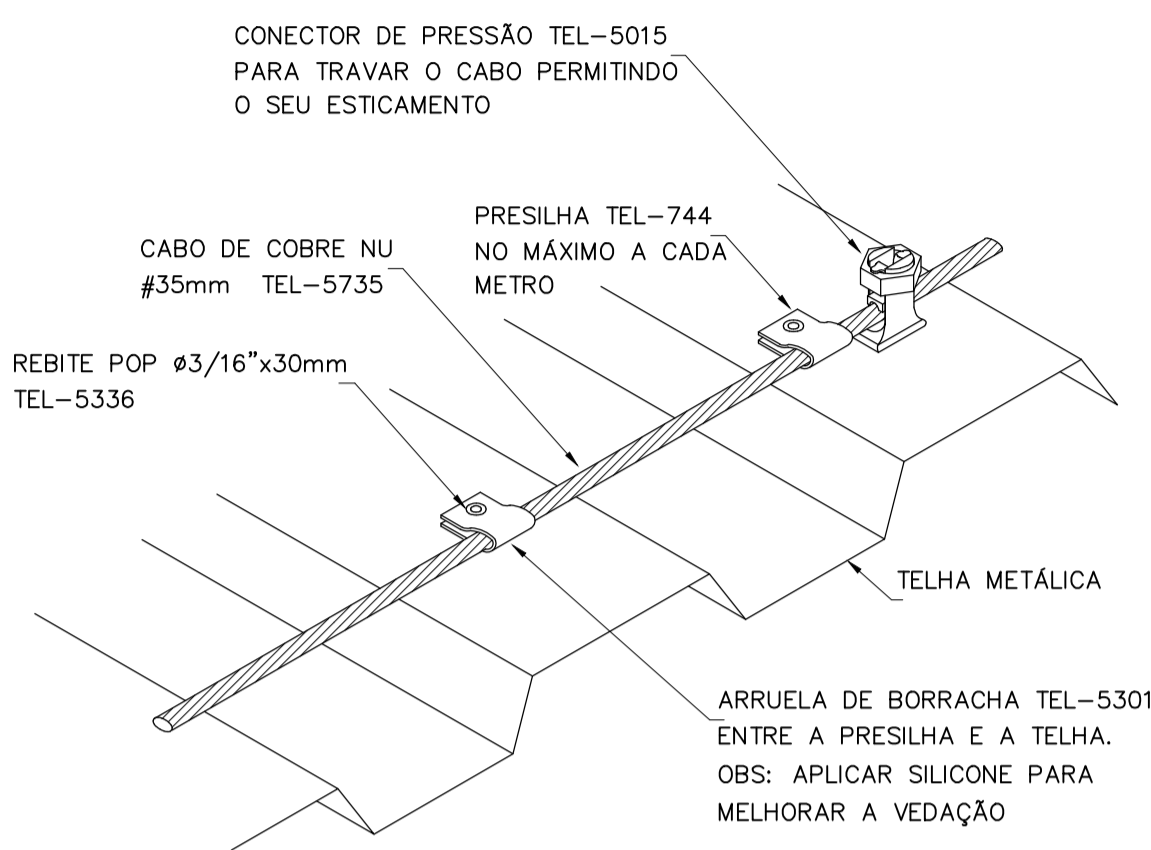 CONECTOR DE PRESSÃO TEL-5015
PARA TRAVAR O CABO PERMITINDO
O SEU ESTICAMENTO
PRESILHA TEL-744
NO MÁXIMO A CADA
METRO
CABO DE COBRE NU
#35mm TEL-5735
REBITE POP ø3/16”x30mm
TEL-5336
TELHA METÁLICA
ARRUELA DE BORRACHA TEL-5301
ENTRE A PRESILHA E A TELHA.
OBS: APLICAR SILICONE PARA
MELHORAR A VEDAÇÃO